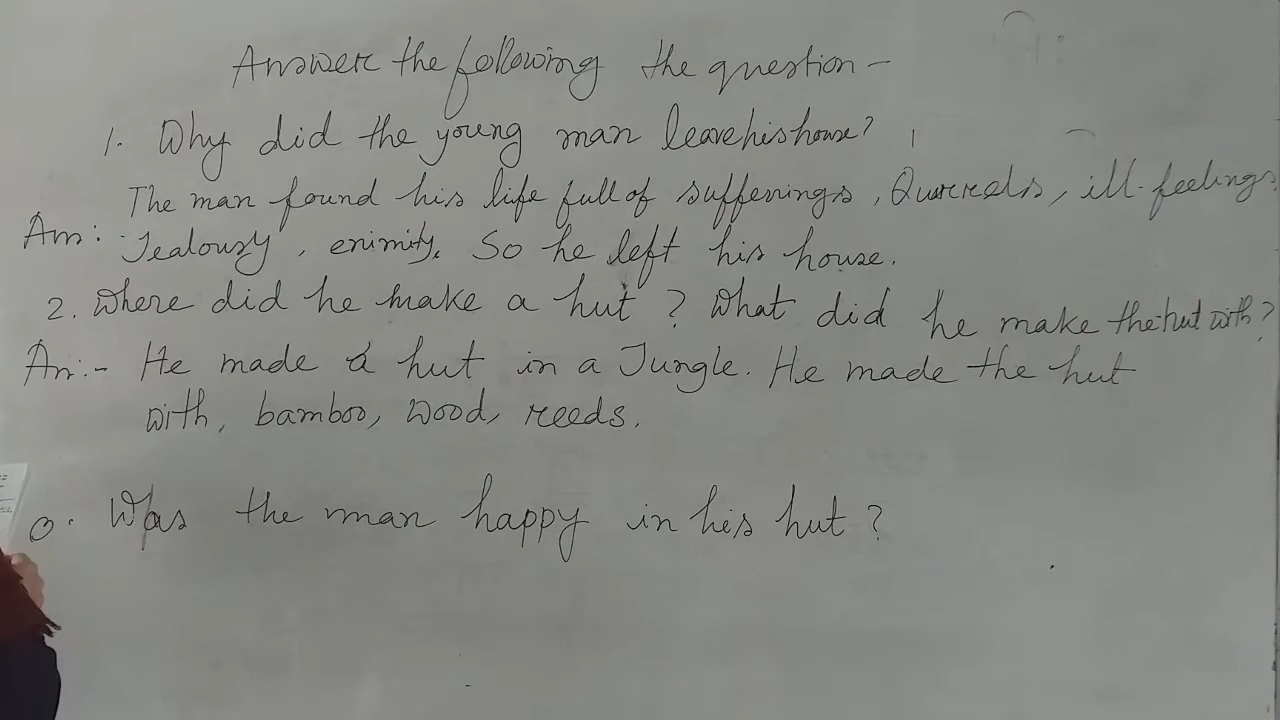 Answer the following the question -
1. Why did the young man leave his house?
The man found his life full of suffenings, Quarrels, ill-feelings
Ans: Jealousy, enimity. So he left his house.
2. Where did he make a hut? What did he make the hut with?
An:- He made a hut in a Jungle. He made the hut
with, bamboo, wood, reeds.
Q. Was the man happy in his hut?